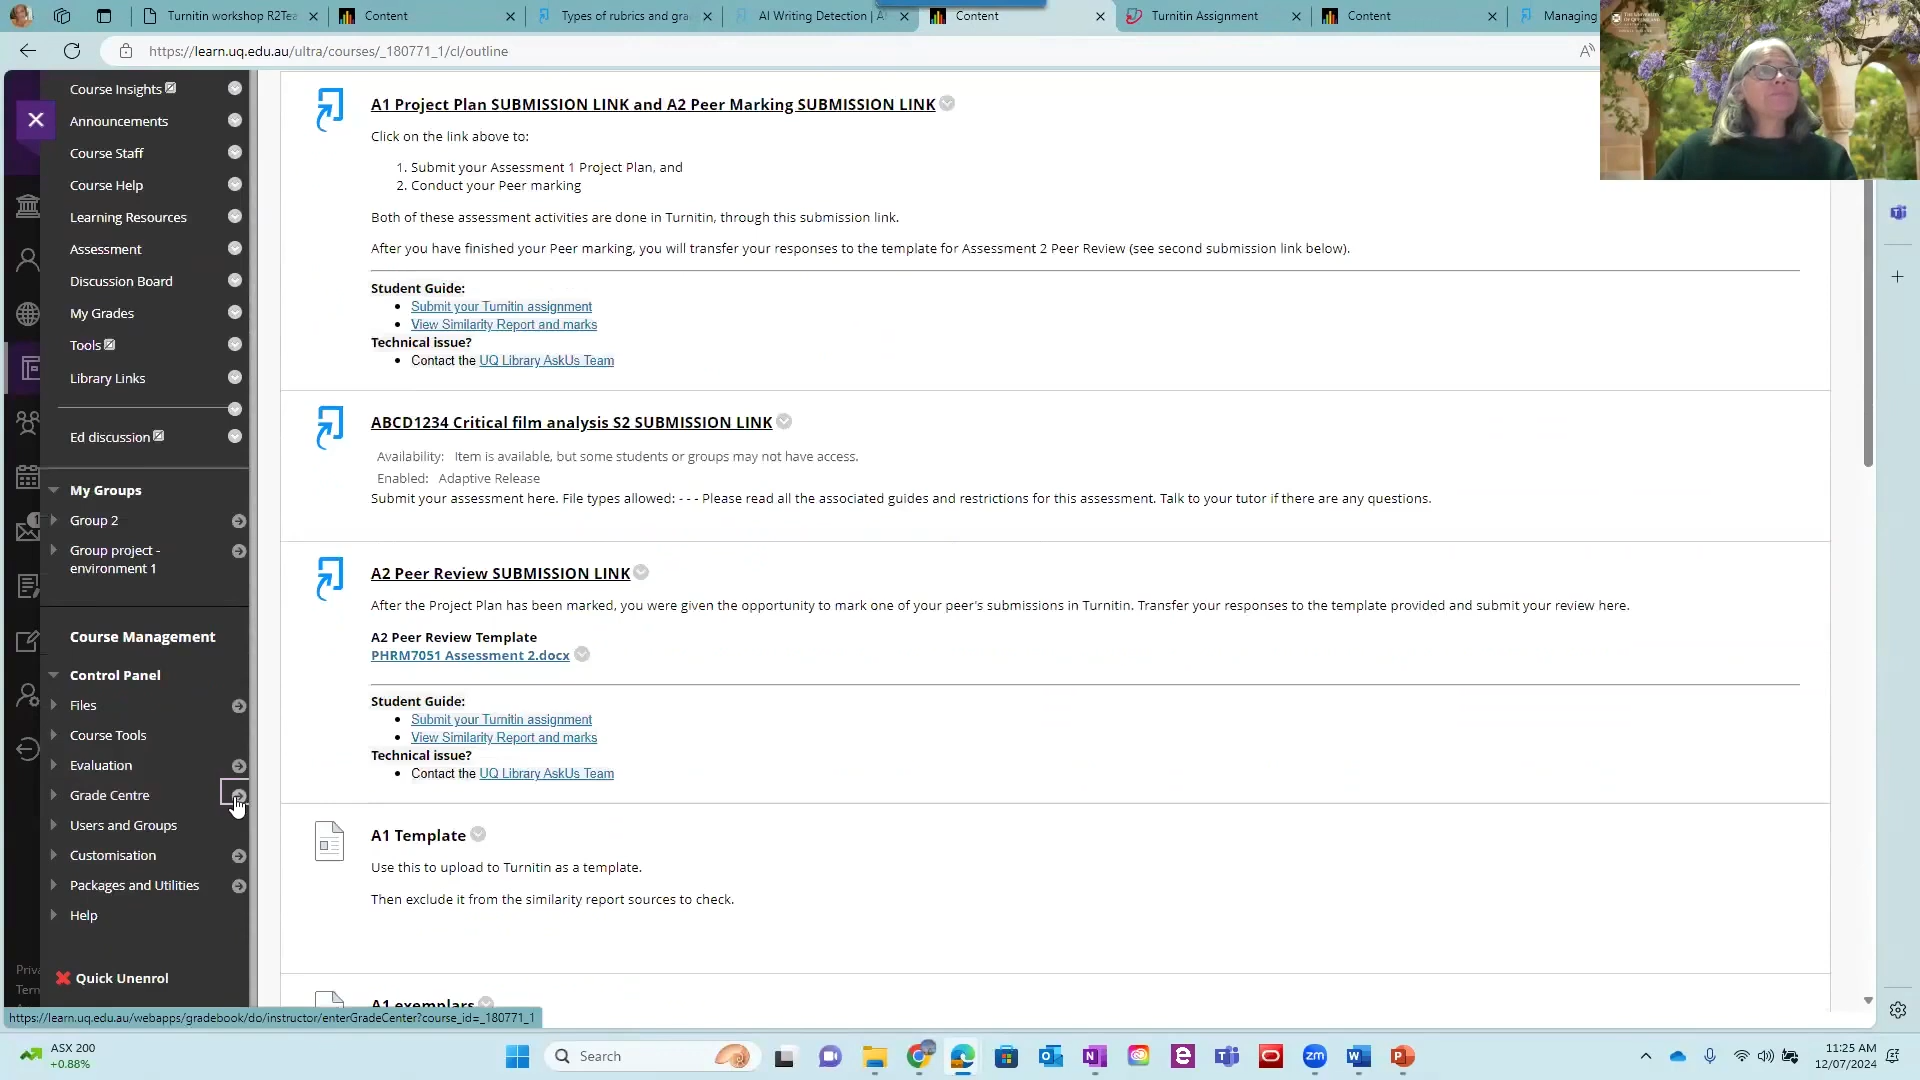 Turnitin workshop R2Tea
Content
Types of rubrics and gra
AI Writing Detection | A
Content
Turnitin Assignment
Content
Managing
https://learn.uq.edu.au/ultra/courses/_180771_1/cl/outline
Course Insights
Announcements
Course Staff
Course Help
Learning Resources
Assessment
Discussion Board
My Grades
Tools
Library Links
Ed discussion
My Groups
Group 2
Group project -
environment 1
Course Management
Control Panel
Files
Course Tools
Evaluation
Grade Centre
Users and Groups
Customisation
Packages and Utilities
Help
Quick Unenrol
Priva
Term
A1 Project Plan SUBMISSION LINK and A2 Peer Marking SUBMISSION LINK
Click on the link above to:
1. Submit your Assessment 1 Project Plan, and
2. Conduct your Peer marking
Both of these assessment activities are done in Turnitin, through this submission link.
After you have finished your Peer marking, you will transfer your responses to the template for Assessment 2 Peer Review (see second submission link below).
Student Guide:
• Submit your Turnitin assignment
• View Similarity Report and marks
Technical issue?
• Contact the UQ Library AskUs Team
ABCD1234 Critical film analysis S2 SUBMISSION LINK
Availability: Item is available, but some students or groups may not have access.
Enabled: Adaptive Release
Submit your assessment here. File types allowed: - - - Please read all the associated guides and restrictions for this assessment. Talk to your tutor if there are any questions.
A2 Peer Review SUBMISSION LINK
After the Project Plan has been marked, you were given the opportunity to mark one of your peer's submissions in Turnitin. Transfer your responses to the template provided and submit your review here.
A2 Peer Review Template
PHRM7051 Assessment 2.docx
Student Guide:
• Submit your Turnitin assignment
• View Similarity Report and marks
Technical issue?
• Contact the UQ Library AskUs Team
A1 Template
Use this to upload to Turnitin as a template.
Then exclude it from the similarity report sources to check.
A1 exemplars
https://learn.uq.edu.au/webapps/gradebook/do/instructor/enterGradeCenter?course_id=_180771_1
ASX 200
+0.88%
Search
zm
11:25 AM
12/07/2024